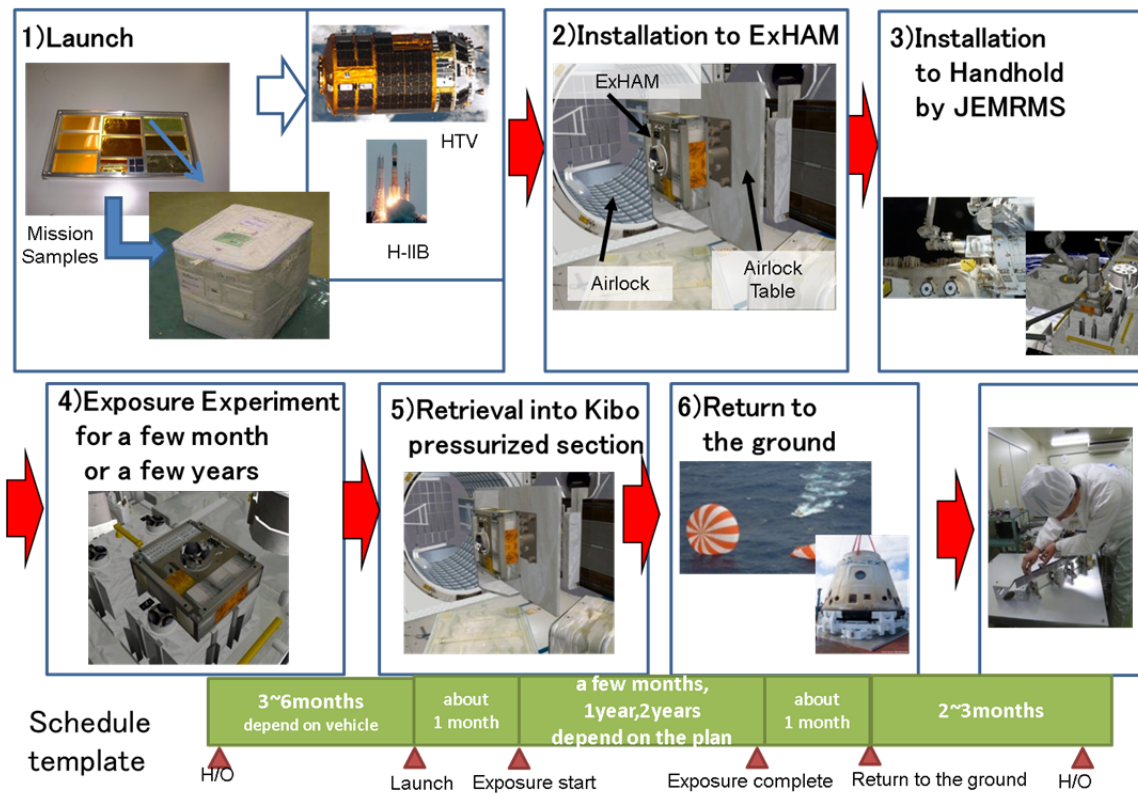 1)Launch
HTV
Mission
Samples
H-IIB
2)Installation to ExHAM
ExHAM
Airlock
Airlock
Table
3)Installation
to Handhold
by JEMRMS
4)Exposure Experiment
for a few month
or a few years
5)Retrieval into Kibo
pressurized section
6)Return to
the ground
Schedule
template
3~6months
depend on vehicle
about
1 month
a few months,
1year,2years
depend on the plan
about
1 month
2~3months
H/O
Launch
Exposure start
Exposure complete
Return to the ground
H/O